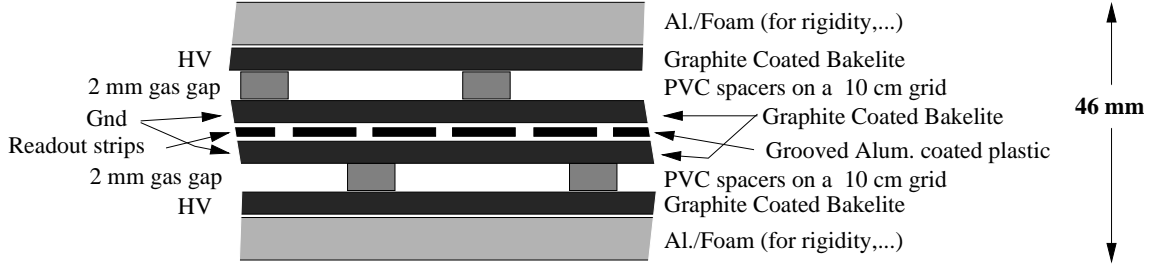 Al./Foam (for rigidity,...)
HV
Graphite Coated Bakelite
2 mm gas gap
PVC spacers on a 10 cm grid
46 mm
Gnd
Graphite Coated Bakelite
Readout strips
Grooved Alum. coated plastic
2 mm gas gap
PVC spacers on a 10 cm grid
HV
Graphite Coated Bakelite
Al./Foam (for rigidity,...)